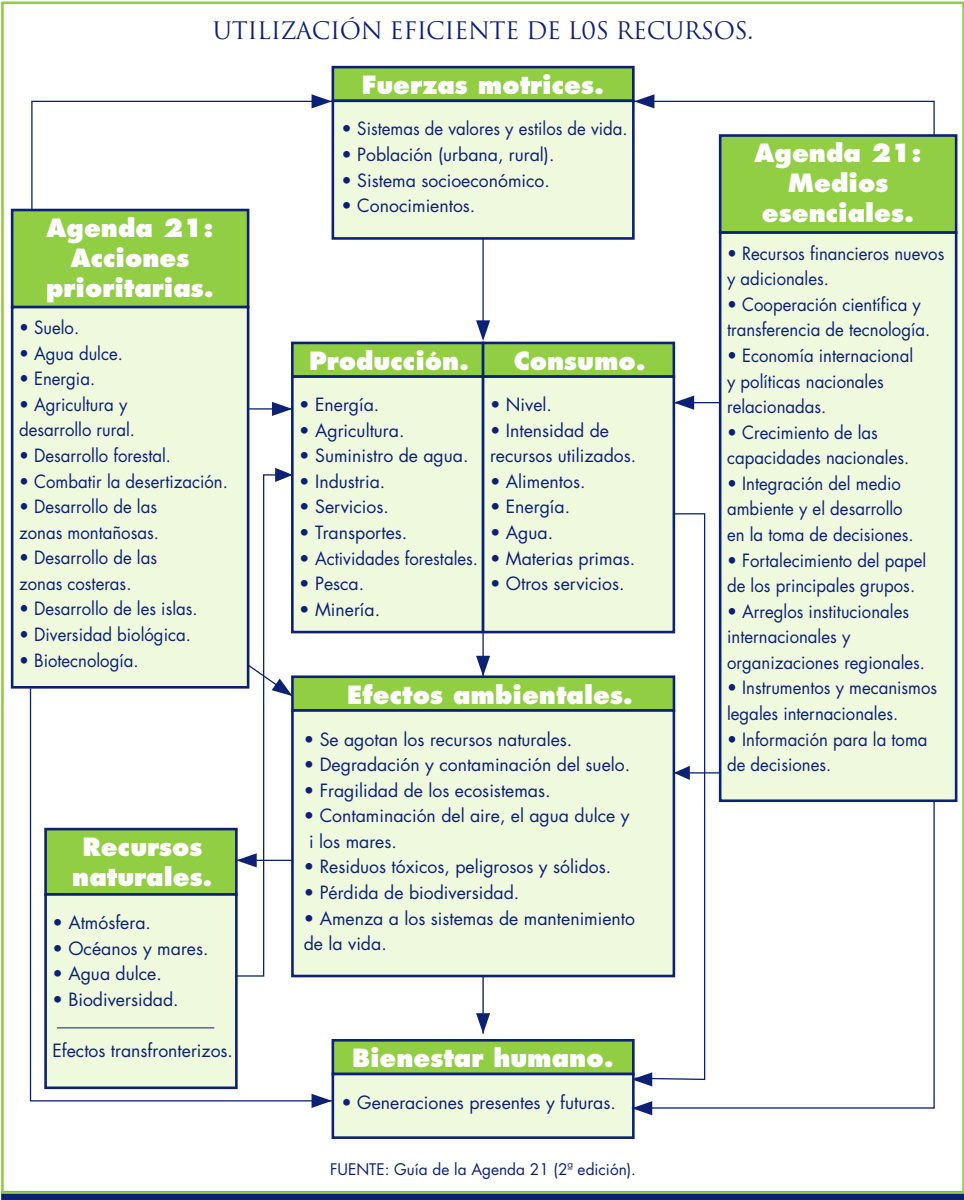 UTILIZACIÓN EFICIENTE DE L0S RECURSOS.
Fuerzas motrices.
• Sistemas de valores y estilos de vida.
• Población (urbana, rural).
• Sistema socioeconómico.
• Conocimientos.
Agenda 21:
Acciones
prioritarias.
• Suelo.
• Agua dulce.
• Energia.
• Agricultura y
desarrollo rural.
• Desarrollo forestal.
• Combatir la desertización.
• Desarrollo de las
zonas montañosas.
• Desarrollo de las
zonas costeras.
• Desarrollo de les islas.
• Diversidad biológica.
• Biotecnología.
Producción.
• Energía.
• Agricultura.
• Suministro de agua.
• Industria.
• Servicios.
• Transportes.
• Actividades forestales.
• Pesca.
• Minería.
Consumo.
• Nivel.
• Intensidad de
recursos utilizados.
• Alimentos.
• Energía.
• Agua.
• Materias primas.
• Otros servicios.
Agenda 21:
Medios
esenciales.
• Recursos financieros nuevos
y adicionales.
• Cooperación científica y
transferencia de tecnología.
• Economía internacional
y políticas nacionales
relacionadas.
• Crecimiento de las
capacidades nacionales.
• Integración del medio
ambiente y el desarrollo
en la toma de decisiones.
• Fortalecimiento del papel
de los principales grupos.
• Arreglos institucionales
internacionales y
organizaciones regionales.
• Instrumentos y mecanismos
legales internacionales.
• Información para la toma
de decisiones.
Efectos ambientales.
• Se agotan los recursos naturales.
• Degradación y contaminación del suelo.
• Fragilidad de los ecosistemas.
• Contaminación del aire, el agua dulce y
i los mares.
• Residuos tóxicos, peligrosos y sólidos.
• Pérdida de biodiversidad.
• Amenza a los sistemas de mantenimiento
de la vida.
Recursos
naturales.
• Atmósfera.
• Océanos y mares.
• Agua dulce.
• Biodiversidad.
Efectos transfronterizos.
Bienestar humano.
• Generaciones presentes y futuras.
FUENTE: Guía de la Agenda 21 (2ª edición).